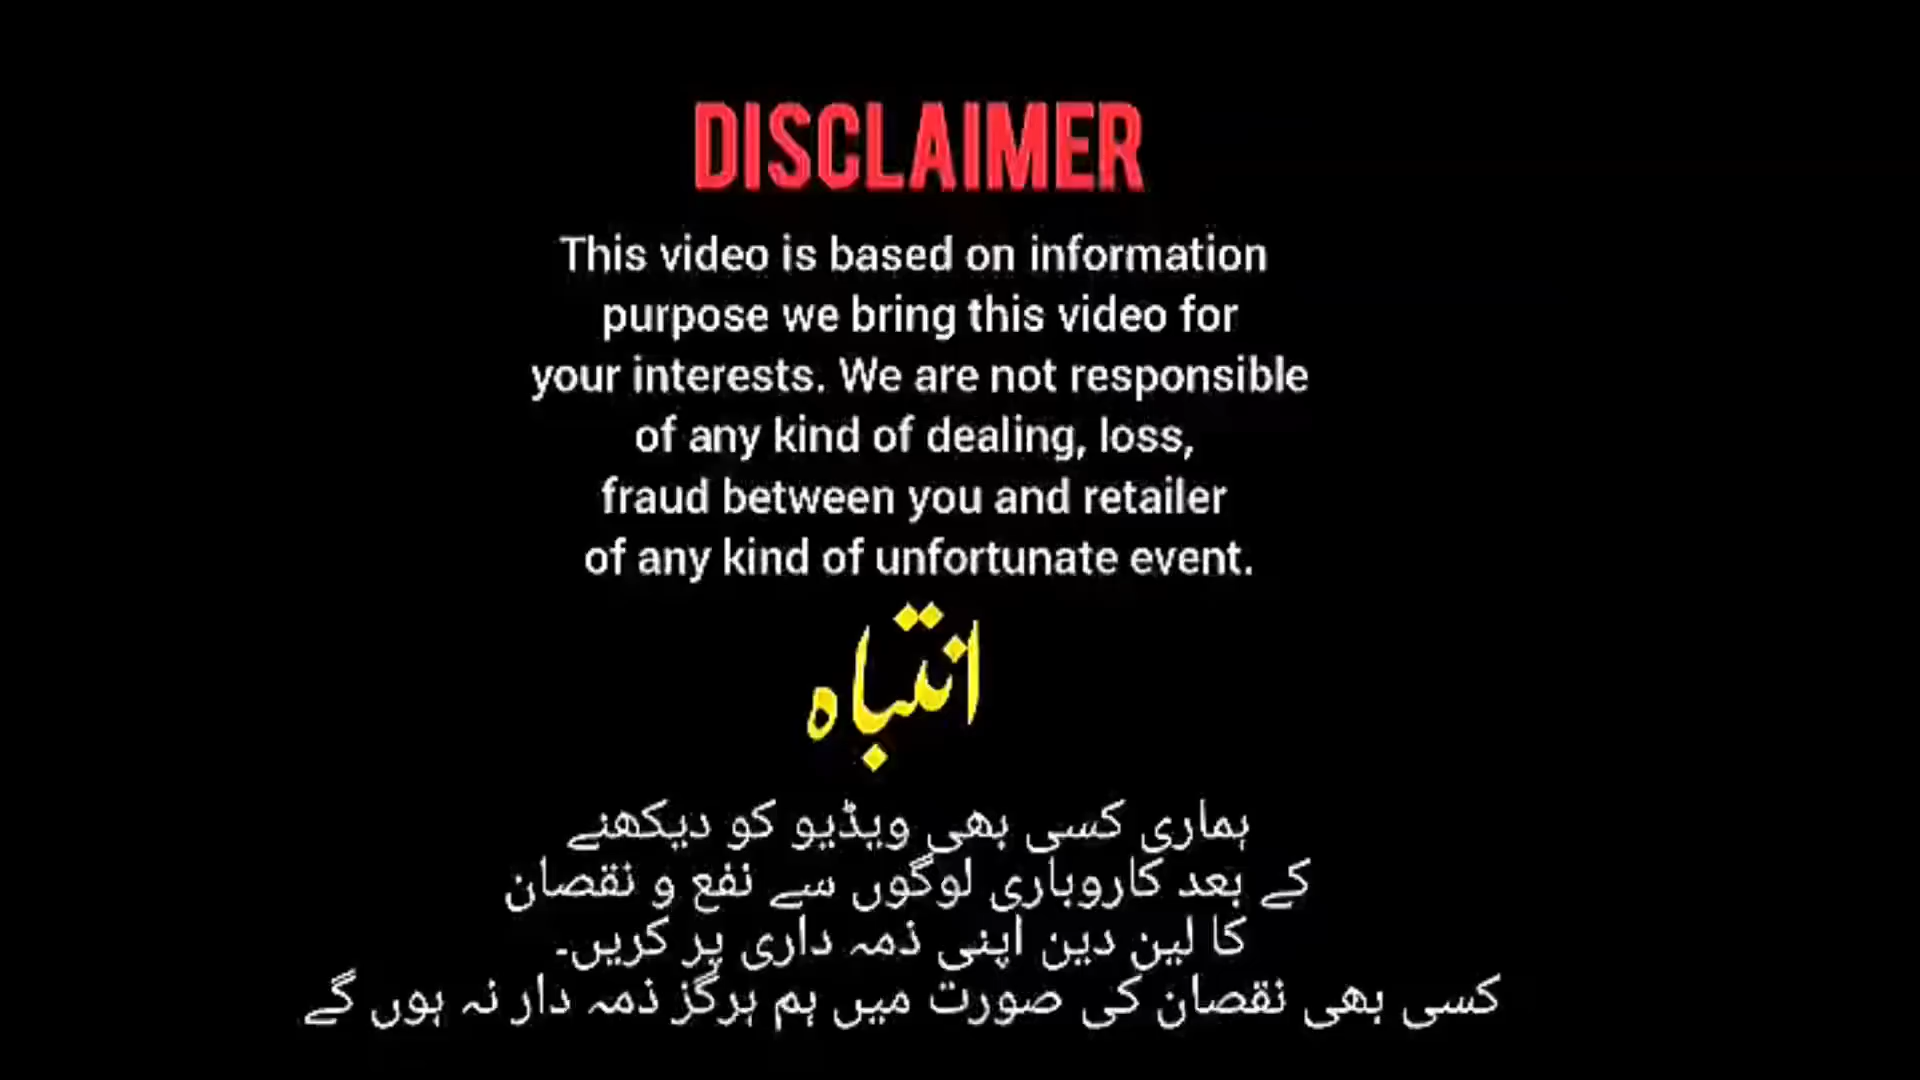 DISCLAIMER
This video is based on information
purpose we bring this video for
your interests. We are not responsible
of any kind of dealing, loss,
fraud between you and retailer
of any kind of unfortunate event.
انتباہ
ہماری کسی بھی ویڈیو کو دیکھنے
کے بعد کاروباری لوگوں سے نفع و نقصان
کا لین دین اپنی ذمہ داری پر کریں۔
کسی بھی نقصان کی صورت میں ہم ہرگز ذمہ دار نہ ہوں گے